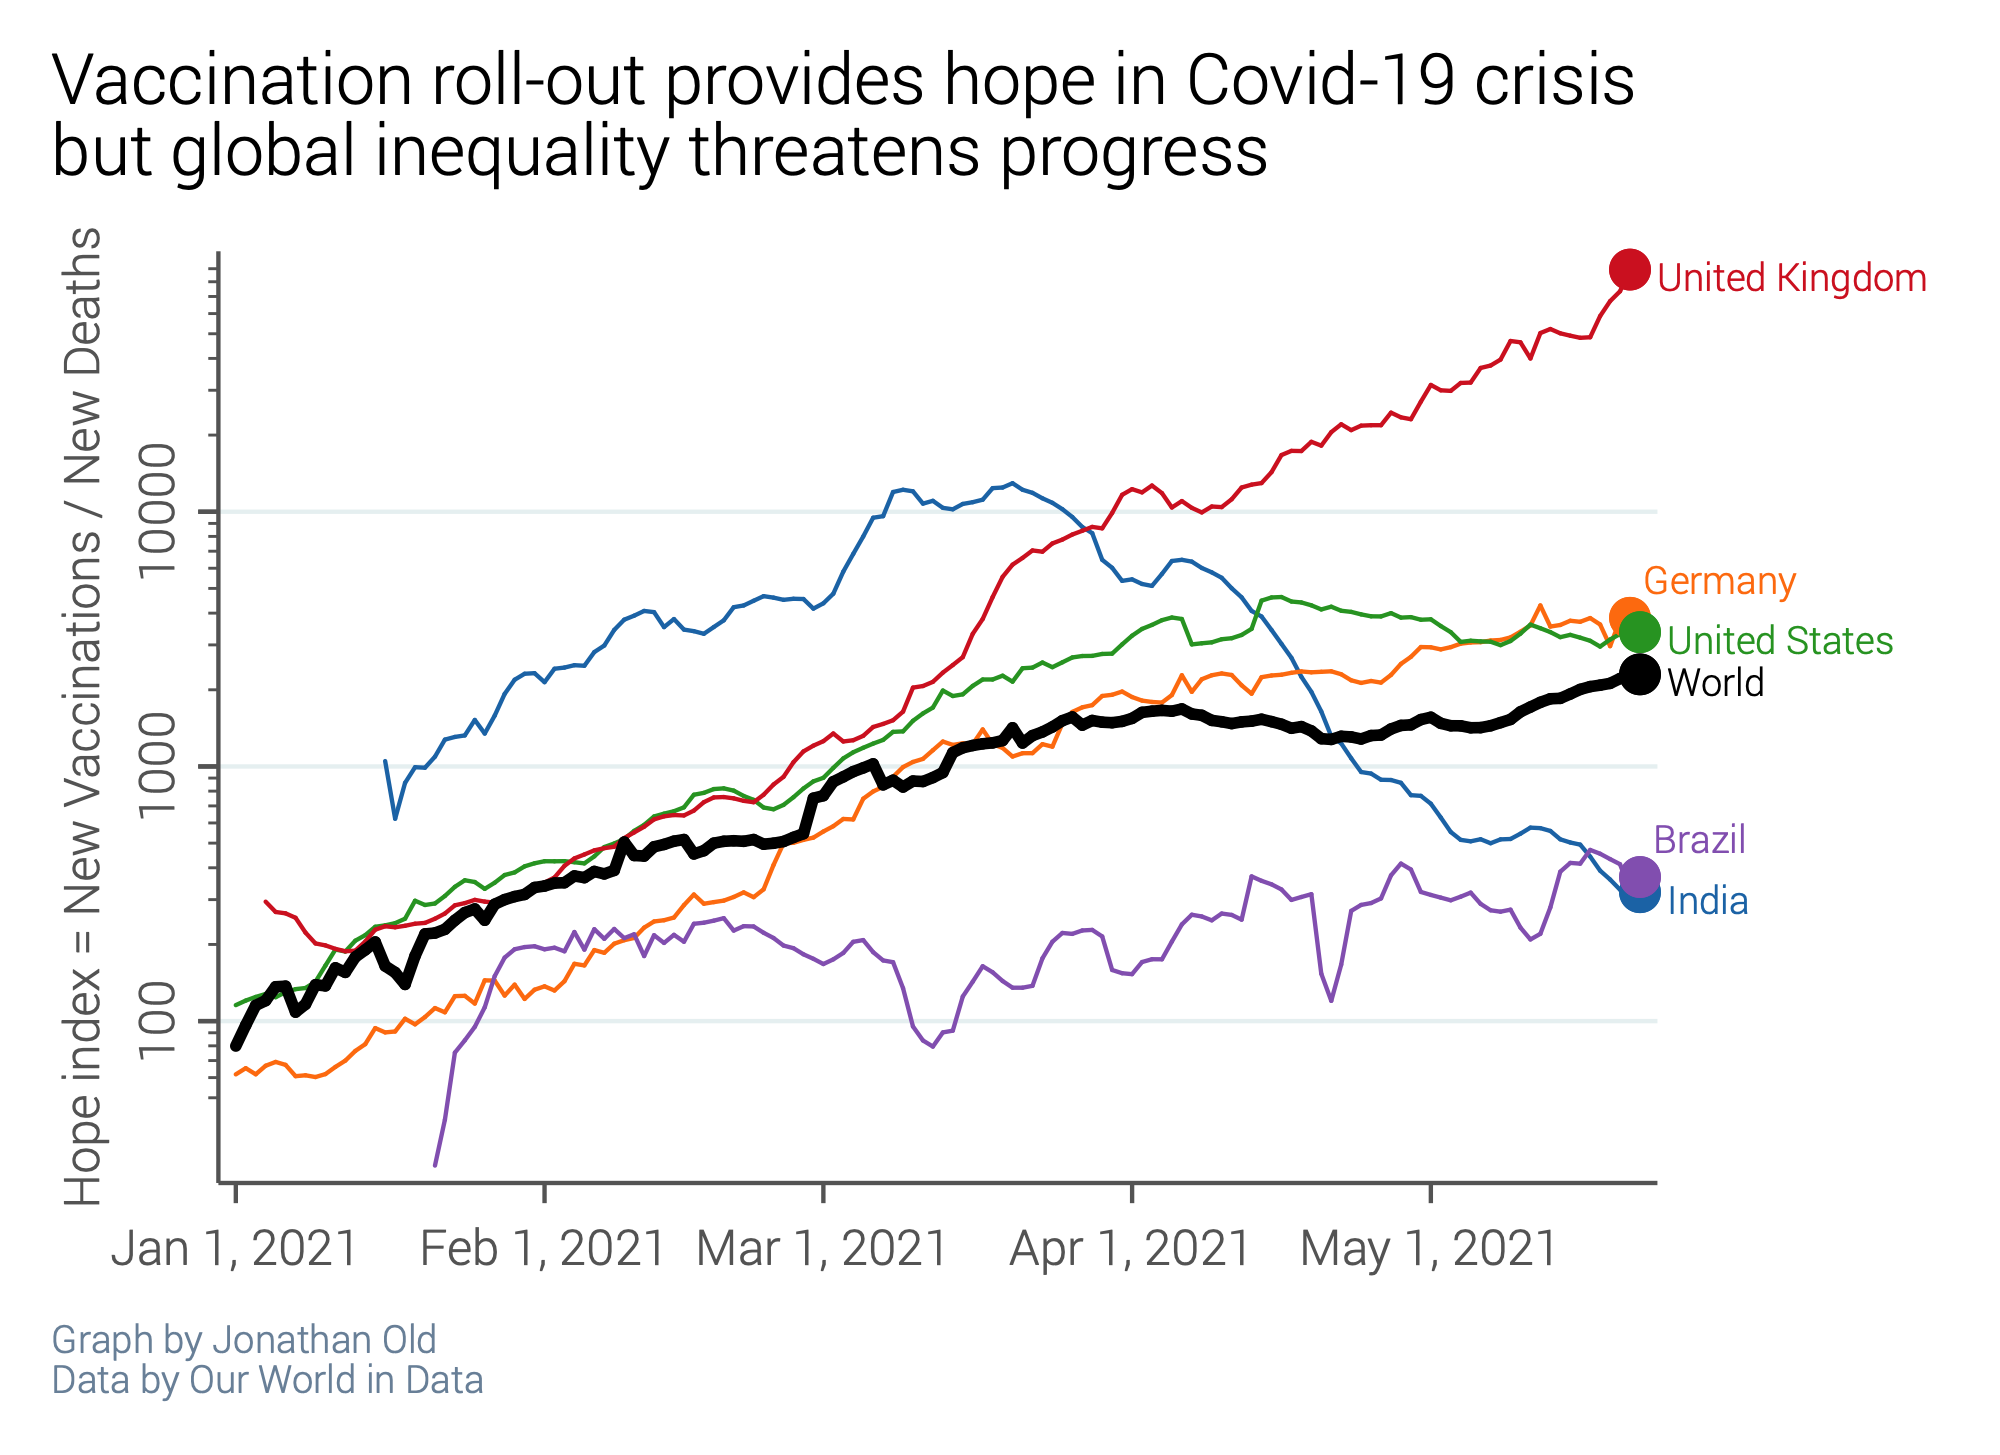 Vaccination roll-out provides hope in Covid-19 crisis
but global inequality threatens progress
Hope index = New Vaccinations / New Deaths
10000
1000
100
United Kingdom
Germany
United States
World
Brazil
India
Jan 1, 2021
Feb 1, 2021
Mar 1, 2021
Apr 1, 2021
May 1, 2021
Graph by Jonathan Old
Data by Our World in Data